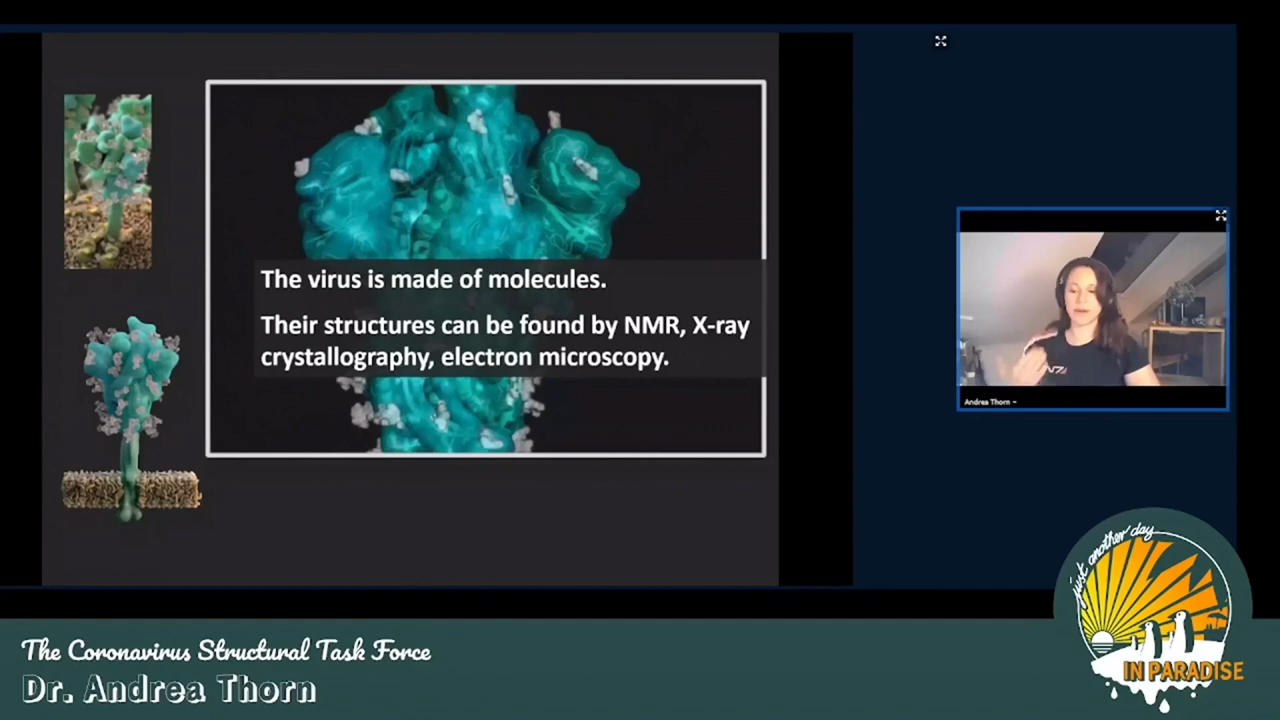 The virus is made of molecules.
Their structures can be found by NMR, X-ray
crystallography, electron microscopy.
N7
Andrea Thorn
just another day
IN PARADISE
The Coronavirus Structural Task Force
Dr. Andrea Thorn